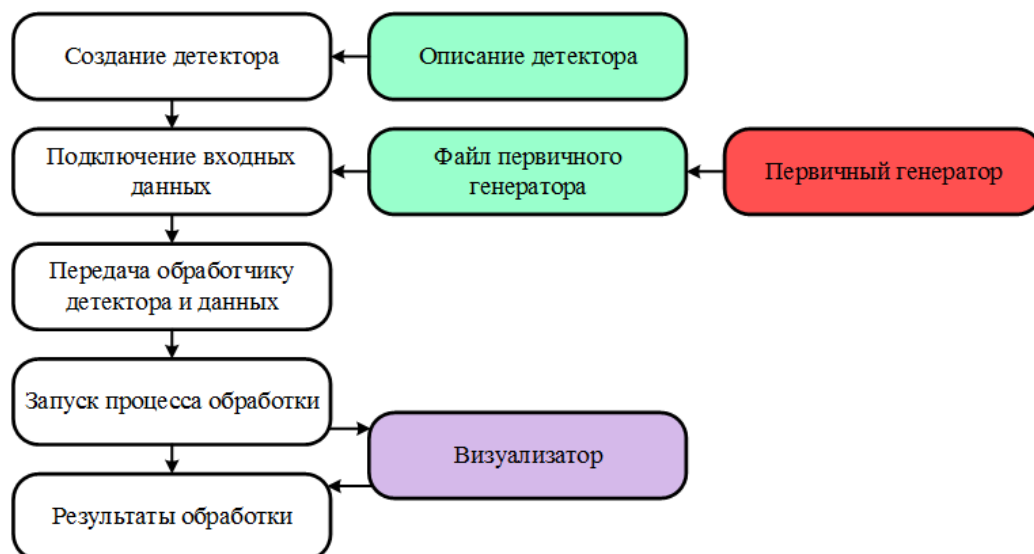 Создание детектора
Описание детектора
Подключение входных
данных
Файл первичного
генератора
Первичный генератор
Передача обработчику
детектора и данных
Запуск процесса обработки
Визуализатор
Результаты обработки